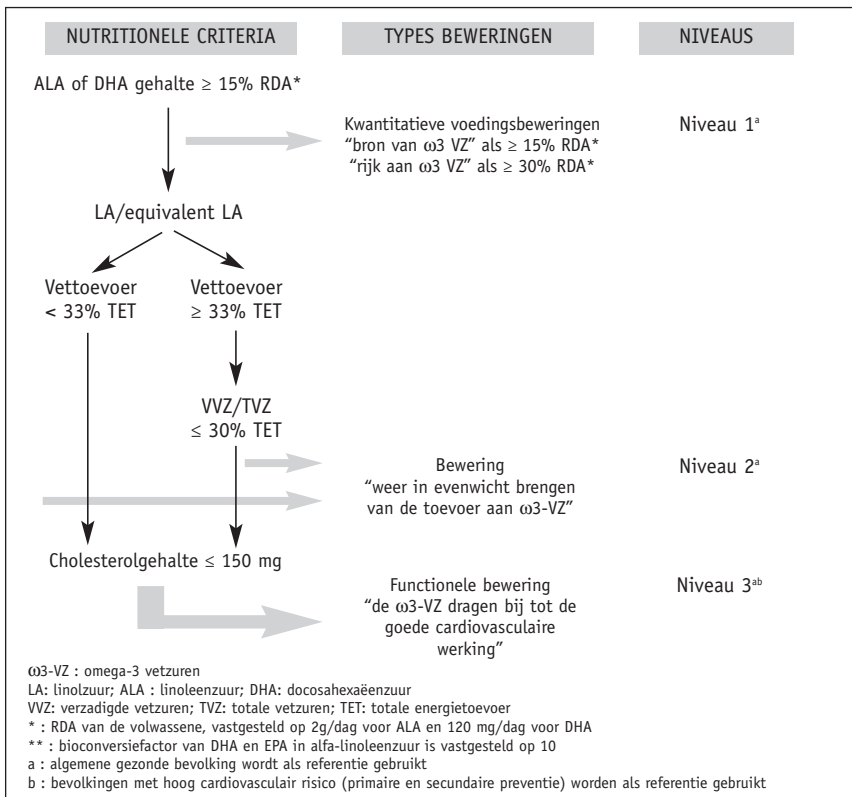 NUTRITIONELE CRITERIA
TYPES BEWERINGEN
NIVEAUS
ALA of DHA gehalte ≥ 15% RDA*
Kwantitatieve voedingsbeweringen
“bron van ω3 VZ” als ≥ 15% RDA*
“rijk aan ω3 VZ” als ≥ 30% RDA*
Niveau 1ᵃ
LA/equivalent LA
Vettoevoer
< 33% TET
Vettoevoer
≥ 33% TET
VVZ/TVZ
≤ 30% TET
Bewering
“weer in evenwicht brengen
van de toevoer aan ω3-VZ”
Niveau 2ᵃ
Cholesterolgehalte ≤ 150 mg
Functionele bewering
“de ω3-VZ dragen bij tot de
goede cardiovasculaire
werking”
Niveau 3ᵃᵇ
ω3-VZ : omega-3 vetzuren
LA: linolzuur; ALA : linoleenzuur; DHA: docosahexaëenzuur
VVZ: verzadigde vetzuren; TVZ: totale vetzuren; TET: totale energietoevoer
* : RDA van de volwassene, vastgesteld op 2g/dag voor ALA en 120 mg/dag voor DHA
** : bioconversiefactor van DHA en EPA in alfa-linoleenzuur is vastgesteld op 10
a : algemene gezonde bevolking wordt als referentie gebruikt
b : bevolkingen met hoog cardiovasculair risico (primaire en secundaire preventie) worden als referentie gebruikt